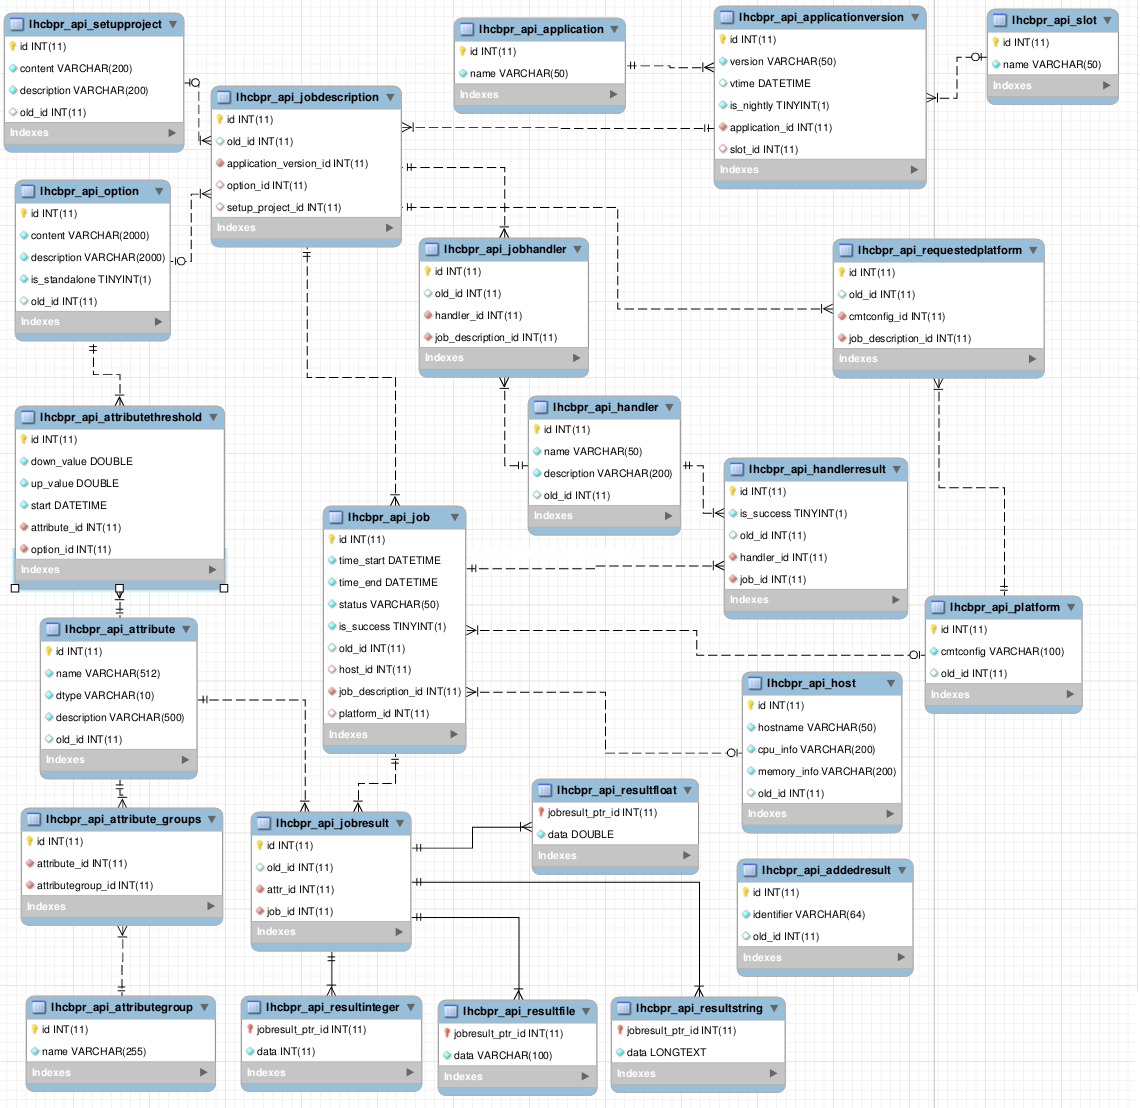 lhcbpr_api_setupproject
id INT(11)
content VARCHAR(200)
description VARCHAR(200)
old_id INT(11)
Indexes
lhcbpr_api_application
id INT(11)
name VARCHAR(50)
Indexes
lhcbpr_api_applicationversion
id INT(11)
version VARCHAR(50)
vtime DATETIME
is_nightly TINYINT(1)
application_id INT(11)
slot_id INT(11)
Indexes
lhcbpr_api_slot
id INT(11)
name VARCHAR(50)
Indexes
lhcbpr_api_jobdescription
id INT(11)
old_id INT(11)
application_version_id INT(11)
option_id INT(11)
setup_project_id INT(11)
Indexes
lhcbpr_api_option
id INT(11)
content VARCHAR(2000)
description VARCHAR(2000)
is_standalone TINYINT(1)
old_id INT(11)
Indexes
lhcbpr_api_jobhandler
id INT(11)
old_id INT(11)
handler_id INT(11)
job_description_id INT(11)
Indexes
lhcbpr_api_requestedplatform
id INT(11)
old_id INT(11)
cmtconfig_id INT(11)
job_description_id INT(11)
Indexes
lhcbpr_api_attributethreshold
id INT(11)
down_value DOUBLE
up_value DOUBLE
start DATETIME
attribute_id INT(11)
option_id INT(11)
Indexes
lhcbpr_api_handler
id INT(11)
name VARCHAR(50)
description VARCHAR(200)
old_id INT(11)
Indexes
lhcbpr_api_handlerresult
id INT(11)
is_success TINYINT(1)
old_id INT(11)
handler_id INT(11)
job_id INT(11)
Indexes
lhcbpr_api_job
id INT(11)
time_start DATETIME
time_end DATETIME
status VARCHAR(50)
is_success TINYINT(1)
old_id INT(11)
host_id INT(11)
job_description_id INT(11)
platform_id INT(11)
Indexes
lhcbpr_api_platform
id INT(11)
cmtconfig VARCHAR(100)
old_id INT(11)
Indexes
lhcbpr_api_attribute
id INT(11)
name VARCHAR(512)
dtype VARCHAR(10)
description VARCHAR(500)
old_id INT(11)
Indexes
lhcbpr_api_host
id INT(11)
hostname VARCHAR(50)
cpu_info VARCHAR(200)
memory_info VARCHAR(200)
old_id INT(11)
Indexes
lhcbpr_api_attribute_groups
id INT(11)
attribute_id INT(11)
attributegroup_id INT(11)
Indexes
lhcbpr_api_jobresult
id INT(11)
old_id INT(11)
attr_id INT(11)
job_id INT(11)
Indexes
lhcbpr_api_resultfloat
jobresult_ptr_id INT(11)
data DOUBLE
Indexes
lhcbpr_api_addedresult
id INT(11)
identifier VARCHAR(64)
old_id INT(11)
Indexes
lhcbpr_api_attributegroup
id INT(11)
name VARCHAR(255)
Indexes
lhcbpr_api_resultinteger
jobresult_ptr_id INT(11)
data INT(11)
Indexes
lhcbpr_api_resultfile
jobresult_ptr_id INT(11)
data VARCHAR(100)
Indexes
lhcbpr_api_resultstring
jobresult_ptr_id INT(11)
data LONGTEXT
Indexes